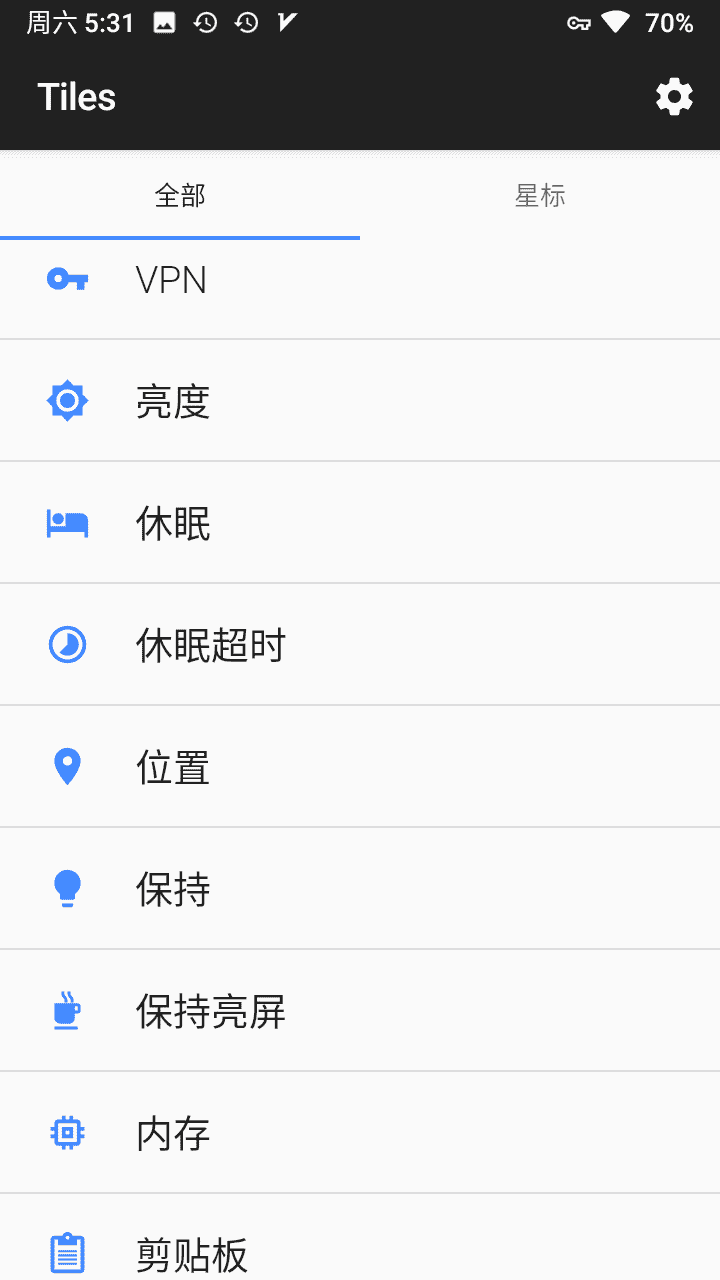 周六 5:31
70%
Tiles
全部
星标
VPN
亮度
休眠
休眠超时
位置
保持
保持亮屏
内存
剪贴板